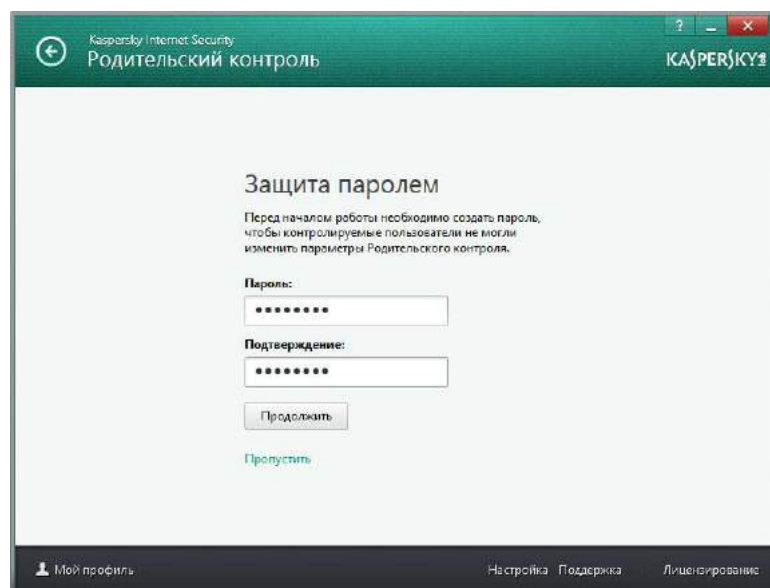 ?
Kaspersky Internet Security
Родительский контроль
KASPERSKY
Защита паролем
Перед началом работы необходимо создать пароль,
чтобы контролируемые пользователи не могли
изменить параметры Родительского контроля.
Пароль:
Подтверждение:
Продолжить
Пропустить
Мой профиль
Настройка Поддержка Лицензирование